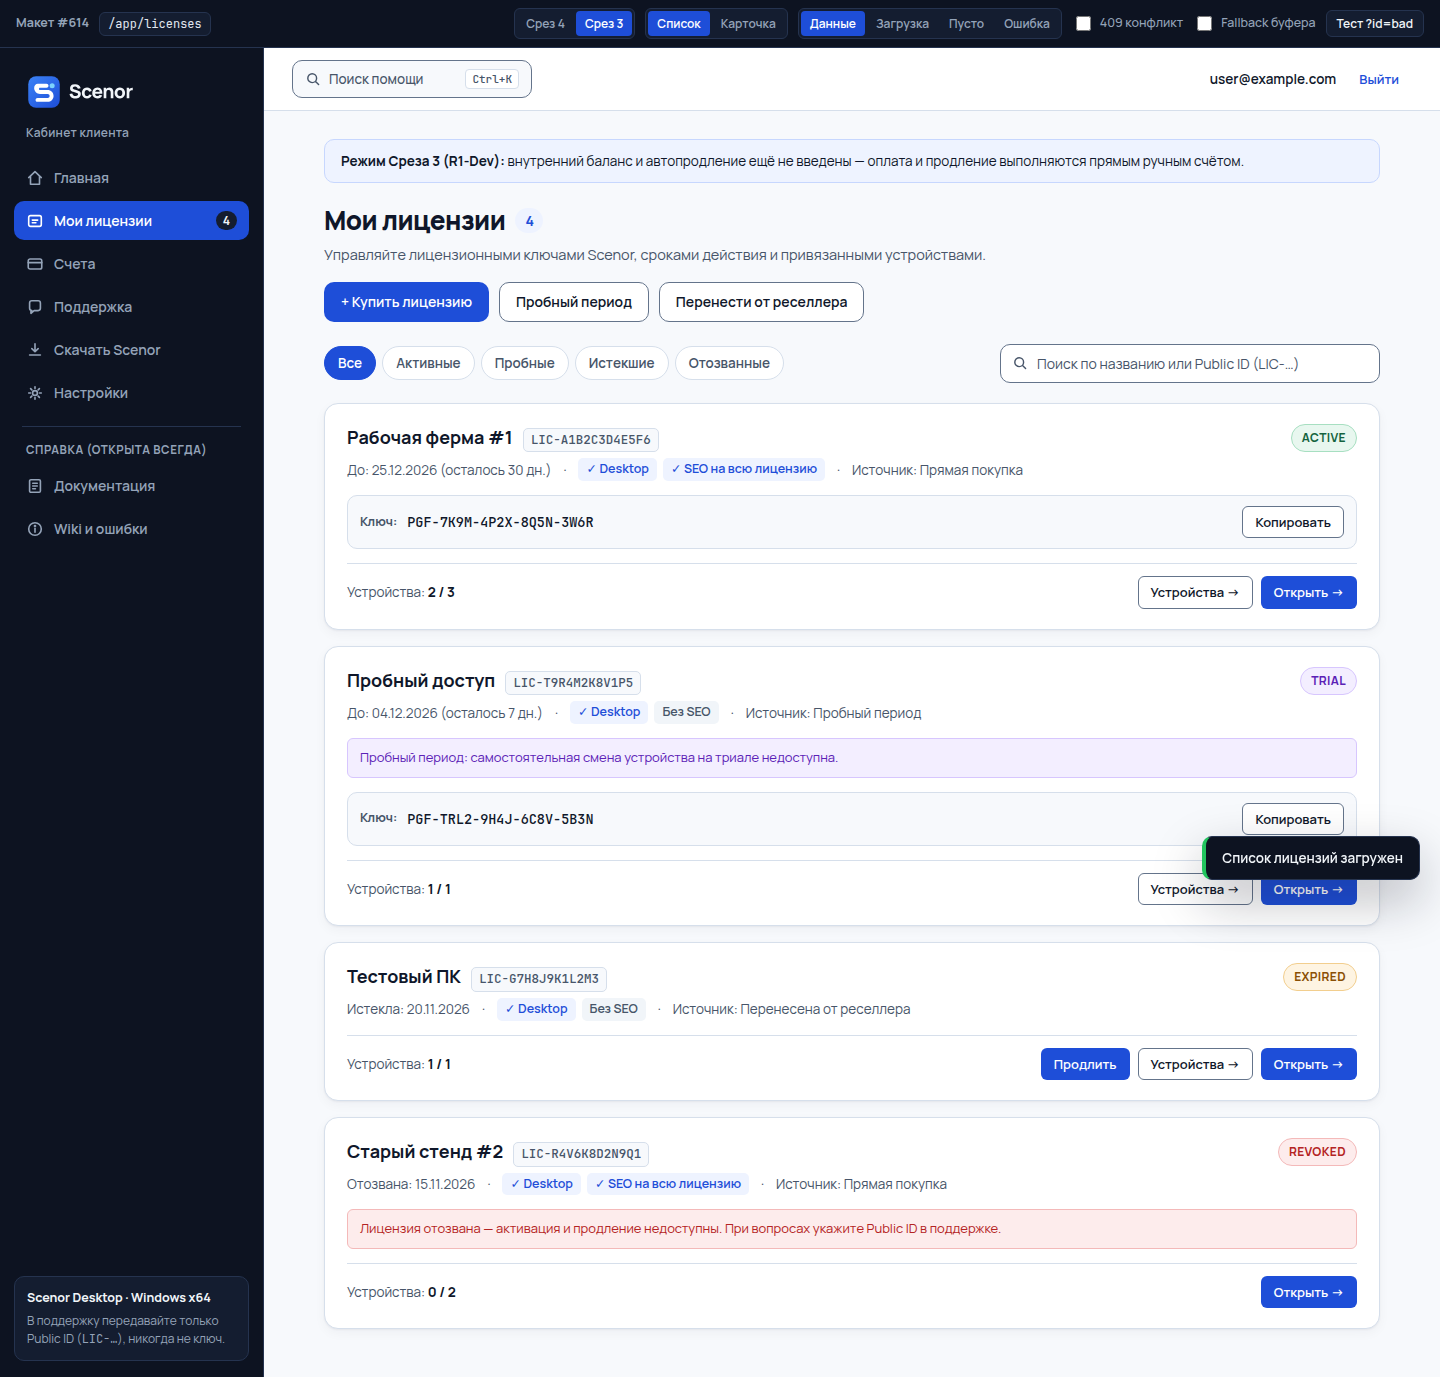 Макет #614 /app/licenses Срез 4 Срез 3 Список Карточка Данные Загрузка Пусто Ошибка 409 конфликт Fallback буфера Тест ?id=bad
Scenor
Кабинет клиента
Главная
Мои лицензии 4
Счета
Поддержка
Скачать Scenor
Настройки
СПРАВКА (ОТКРЫТА ВСЕГДА)
Документация
Wiki и ошибки
Scenor Desktop · Windows x64
В поддержку передавайте только
Public ID (LIC-…), никогда не ключ.
Поиск помощи Ctrl+K user@example.com Выйти
Режим Среза 3 (R1-Dev): внутренний баланс и автопродление ещё не введены — оплата и продление выполняются прямым ручным счётом.
Мои лицензии 4
Управляйте лицензионными ключами Scenor, сроками действия и привязанными устройствами.
+ Купить лицензию Пробный период Перенести от реселлера
Все Активные Пробные Истекшие Отозванные Поиск по названию или Public ID (LIC-…)
Рабочая ферма #1 LIC-A1B2C3D4E5F6 ACTIVE
До: 25.12.2026 (осталось 30 дн.) · ✓ Desktop ✓ SEO на всю лицензию · Источник: Прямая покупка
Ключ: PGF-7K9M-4P2X-8Q5N-3W6R Копировать
Устройства: 2 / 3 Устройства → Открыть →
Пробный доступ LIC-T9R4M2K8V1P5 TRIAL
До: 04.12.2026 (осталось 7 дн.) · ✓ Desktop Без SEO · Источник: Пробный период
Пробный период: самостоятельная смена устройства на триале недоступна.
Ключ: PGF-TRL2-9H4J-6C8V-5B3N Копировать
Список лицензий загружен
Устройства: 1 / 1 Устройства → Открыть →
Тестовый ПК LIC-G7H8J9K1L2M3 EXPIRED
Истекла: 20.11.2026 · ✓ Desktop Без SEO · Источник: Перенесена от реселлера
Устройства: 1 / 1 Продлить Устройства → Открыть →
Старый стенд #2 LIC-R4V6K8D2N9Q1 REVOKED
Отозвана: 15.11.2026 · ✓ Desktop ✓ SEO на всю лицензию · Источник: Прямая покупка
Лицензия отозвана — активация и продление недоступны. При вопросах укажите Public ID в поддержке.
Устройства: 0 / 2 Открыть →